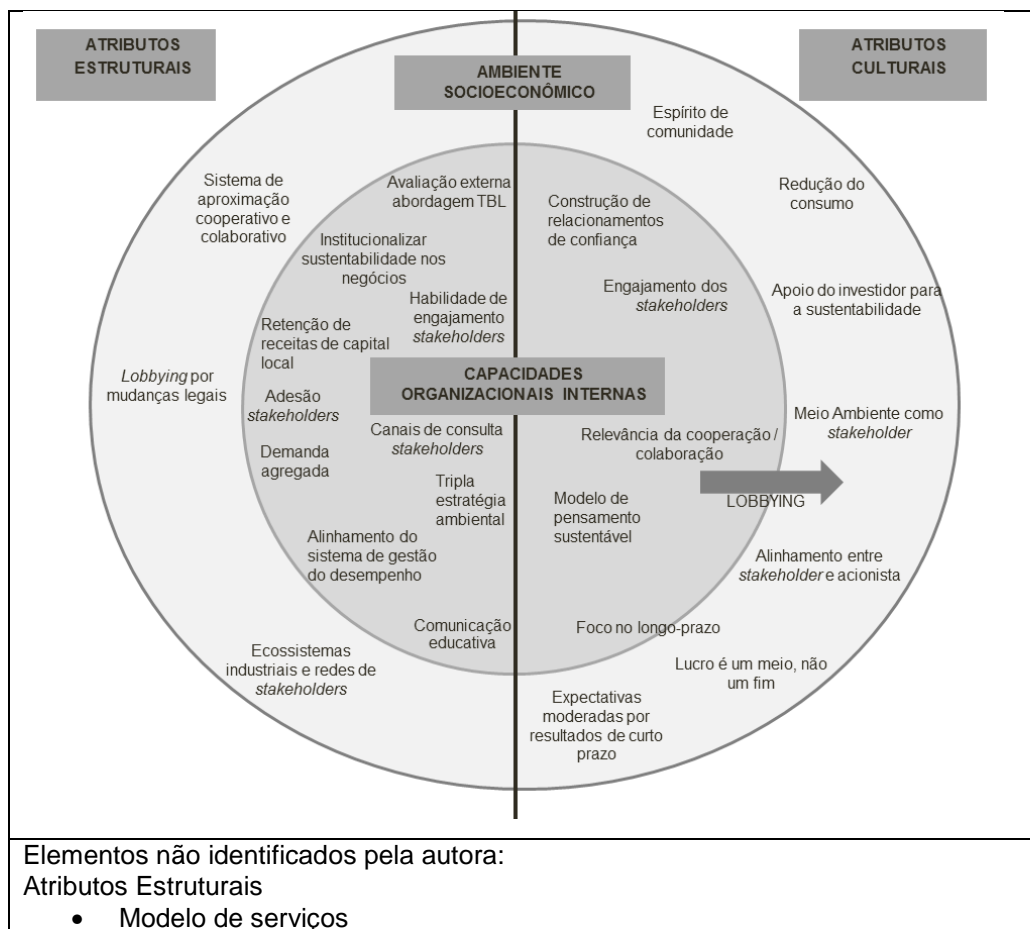 ATRIBUTOS
ESTRUTURAIS
AMBIENTE
SOCIOECONÔMICO
ATRIBUTOS
CULTURAIS
Sistema de
aproximação
cooperativo e
colaborativo
Lobbying por
mudanças legais
Ecossistemas
industriais e redes de
stakeholders
Avaliação externa
abordagem TBL
Institucionalizar
sustentabilidade nos
negócios
Habilidade de
engajamento
stakeholders
Retenção de
receitas de capital
local
Adesão
stakeholders
Demanda
agregada
CAPACIDADES
ORGANIZACIONAIS INTERNAS
Canais de consulta
stakeholders
Tripla
estratégia
ambiental
Alinhamento do
sistema de gestão
do desempenho
Comunicação
educativa
Construção de
relacionamentos
de confiança
Engajamento dos
stakeholders
Relevância da cooperação /
colaboração
LOBBYING
Modelo de
pensamento
sustentável
Foco no longo-prazo
Espírito de
comunidade
Redução do
consumo
Apoio do investidor para
a sustentabilidade
Meio Ambiente como
stakeholder
Alinhamento entre
stakeholder e acionista
Lucro é um meio, não
um fim
Expectativas
moderadas por
resultados de curto
prazo
Elementos não identificados pela autora:
Atributos Estruturais
• Modelo de serviços